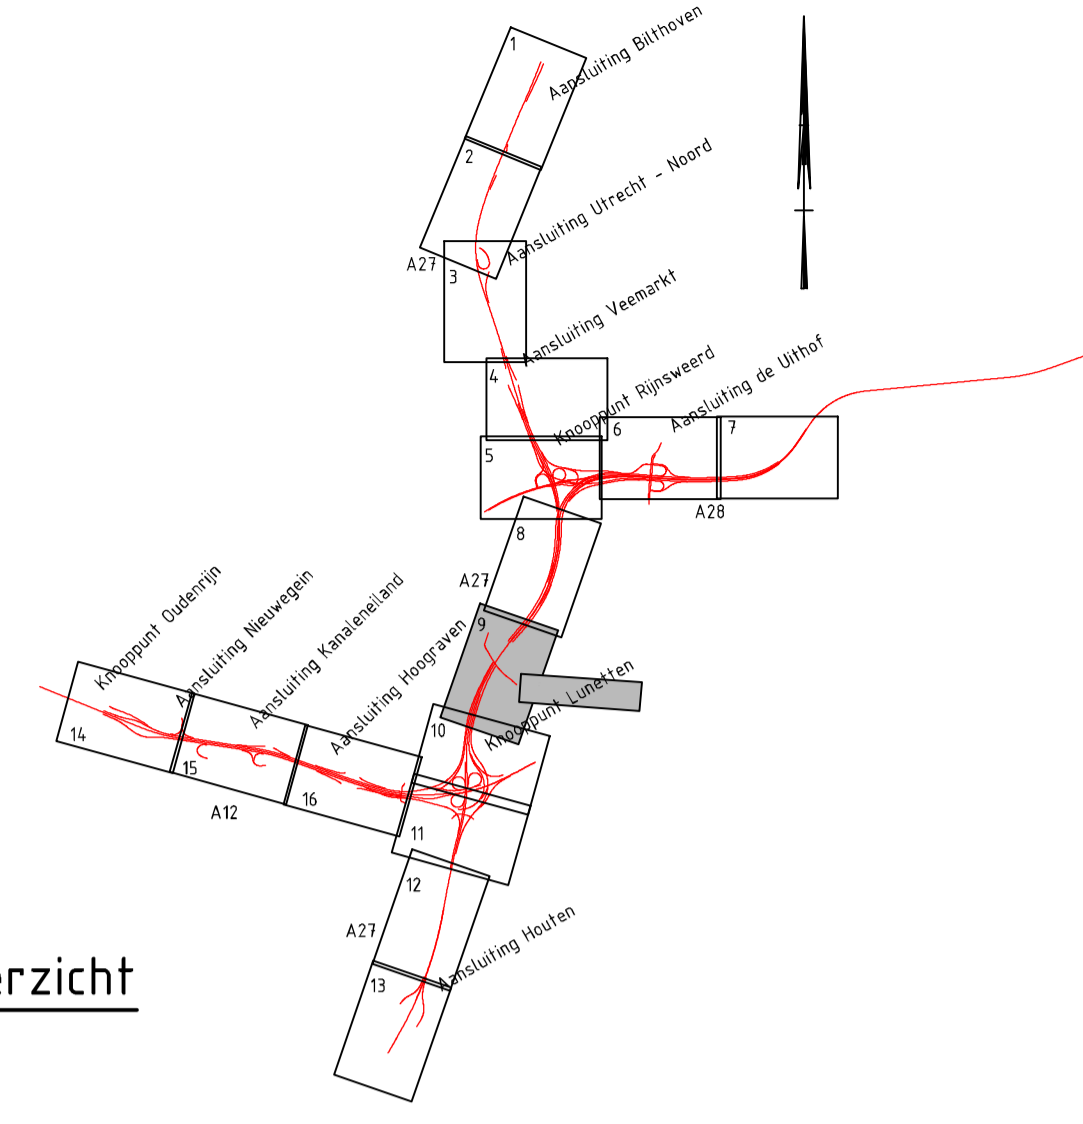 1
Aansluiting Bilthoven
2
Aansluiting Utrecht - Noord
A27
3
Aansluiting Veemarkt
4
Knooppunt Rijnsweerd
Aansluiting de Uithof
5
6
7
A28
8
A27
9
Knooppunt Oudenrijn
Aansluiting Nieuwegein
Aansluiting Kanaleneiland
Aansluiting Hoograven
Knooppunt Lunetten
10
14
15
16
A12
11
12
A27
Aansluiting Houten
13
erzicht